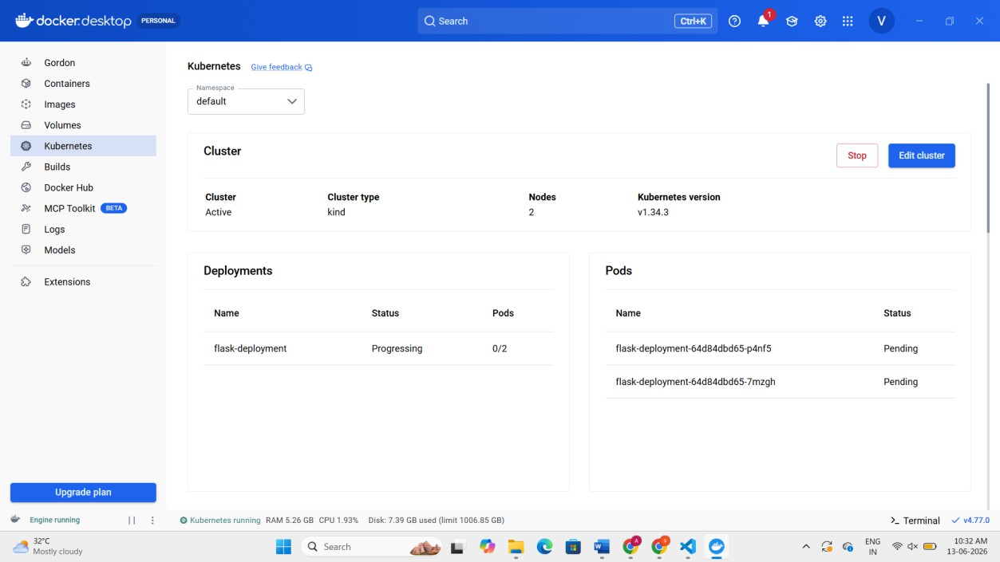 docker.desktop PERSONAL
Search
Ctrl+K
1
V
Gordon
Containers
Images
Volumes
Kubernetes
Builds
Docker Hub
MCP Toolkit BETA
Logs
Models
Extensions
Upgrade plan
Kubernetes Give feedback
Namespace
default
Cluster
Stop
Edit cluster
Cluster Cluster type Nodes Kubernetes version
Active kind 2 v1.34.3
Deployments
Name Status Pods
flask-deployment Progressing 0/2
Pods
Name Status
flask-deployment-64d84dbd65-p4nf5 Pending
flask-deployment-64d84dbd65-7mzgh Pending
Engine running
Kubernetes running RAM 5.26 GB CPU 1.93% Disk: 7.39 GB used (limit 1006.85 GB)
Terminal
v4.77.0
32°C
Mostly cloudy
Search
ENG
IN
10:32 AM
13-06-2026